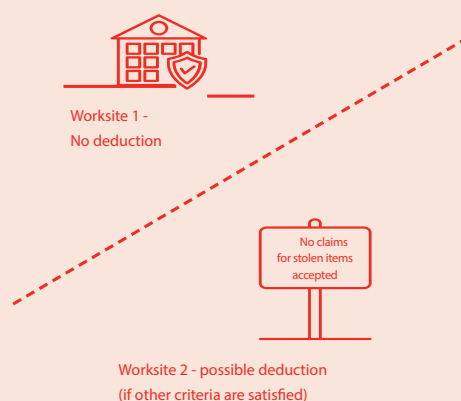 Worksite 1 -
No deduction
No claims
for stolen items
accepted
Worksite 2 - possible deduction
(if other criteria are satisfied)